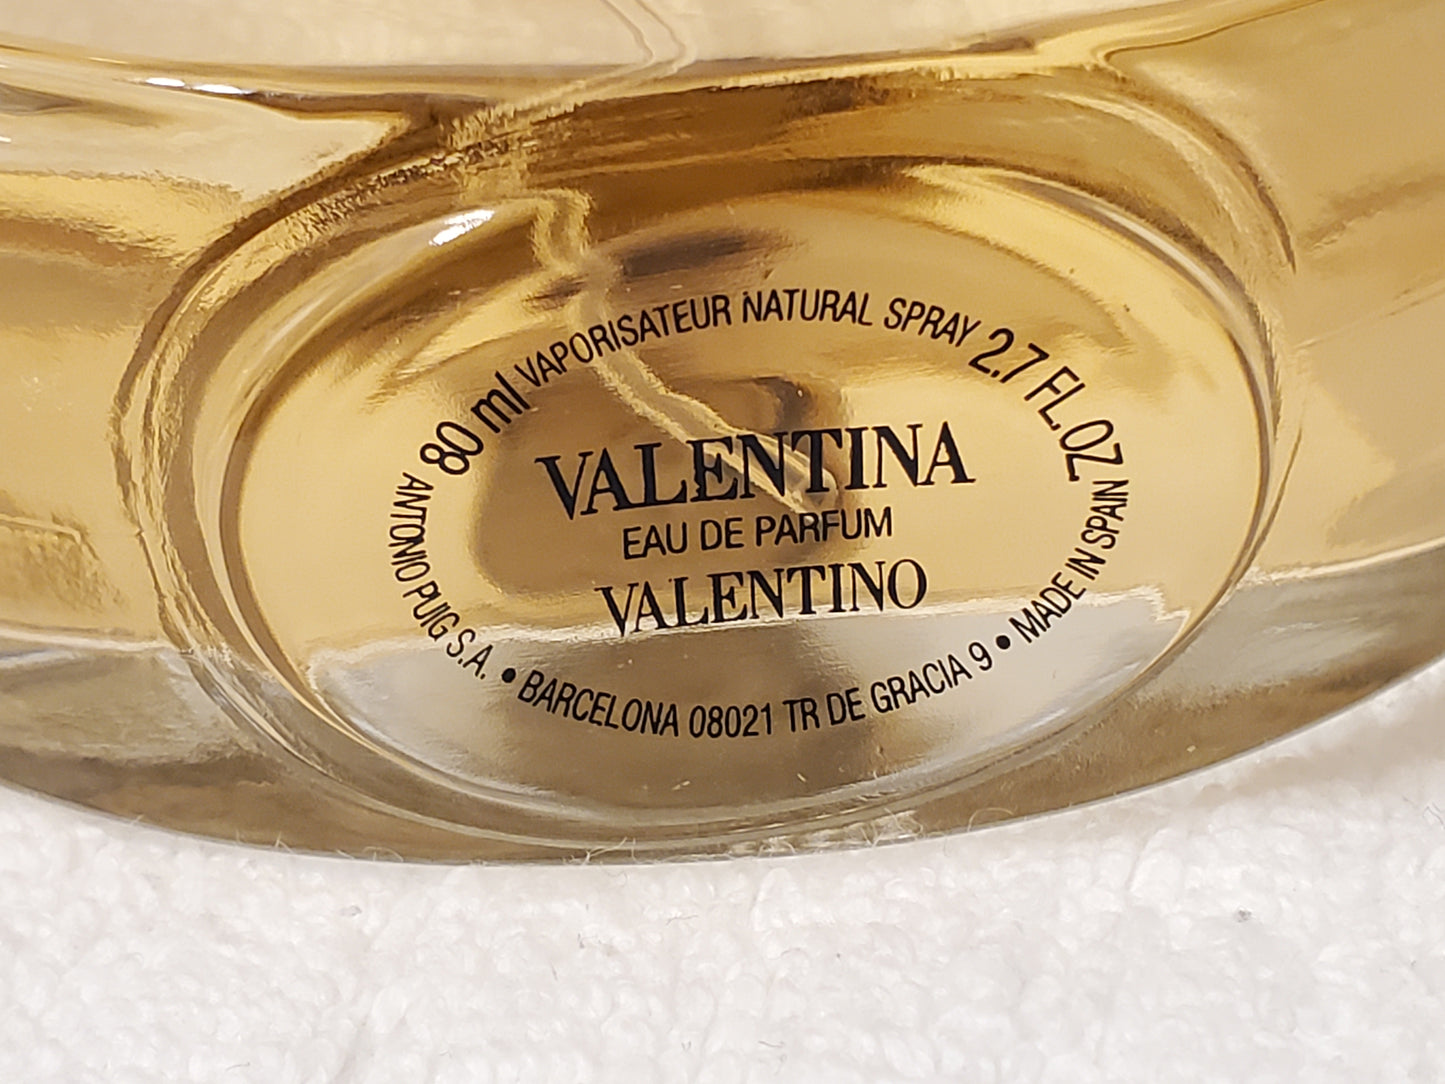 80 ml VAPORISATEUR NATURAL SPRAY 2.7 FL.OZ
VALENTINA
EAU DE PARFUM
VALENTINO
ANTONIO PUIG S.A. • BARCELONA 08021 TR DE GRACIA 9 • MADE IN SPAIN